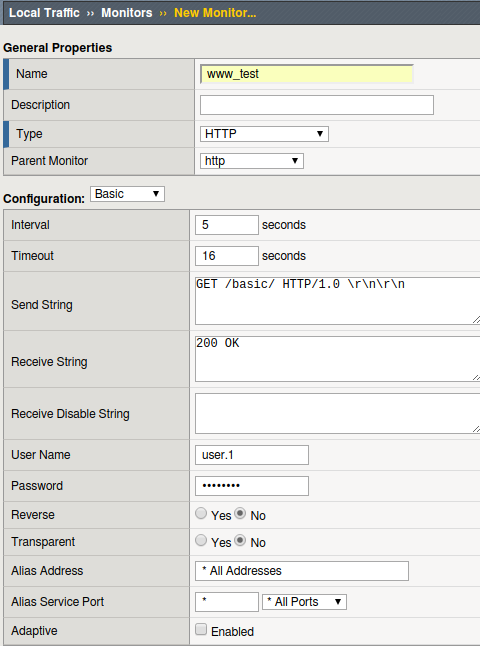 Local Traffic ›› Monitors ›› New Monitor...
General Properties
Name www_test
Description
Type HTTP
Parent Monitor http
Configuration: Basic
Interval 5 seconds
Timeout 16 seconds
Send String GET /basic/ HTTP/1.0 \r\n\r\n
Receive String 200 OK
Receive Disable String
User Name user.1
Password ••••••••
Reverse Yes No
Transparent Yes No
Alias Address * All Addresses
Alias Service Port * * All Ports
Adaptive Enabled